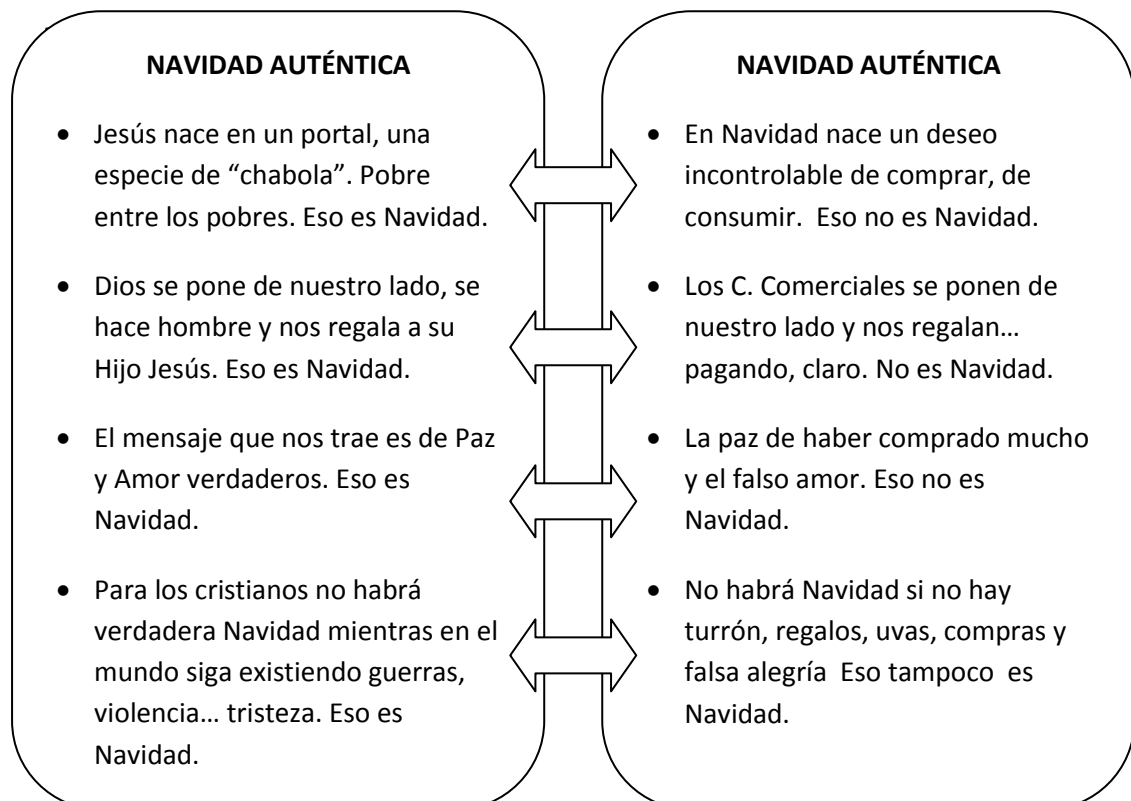 NAVIDAD AUTÉNTICA
• Jesús nace en un portal, una
especie de “chabola”. Pobre
entre los pobres. Eso es Navidad.
• Dios se pone de nuestro lado, se
hace hombre y nos regala a su
Hijo Jesús. Eso es Navidad.
• El mensaje que nos trae es de Paz
y Amor verdaderos. Eso es
Navidad.
• Para los cristianos no habrá
verdadera Navidad mientras en el
mundo siga existiendo guerras,
violencia… tristeza. Eso es
Navidad.
NAVIDAD AUTÉNTICA
• En Navidad nace un deseo
incontrolable de comprar, de
consumir.  Eso no es Navidad.
• Los C. Comerciales se ponen de
nuestro lado y nos regalan…
pagando, claro. No es Navidad.
• La paz de haber comprado mucho
y el falso amor. Eso no es
Navidad.
• No habrá Navidad si no hay
turrón, regalos, uvas, compras y
falsa alegría  Eso tampoco  es
Navidad.